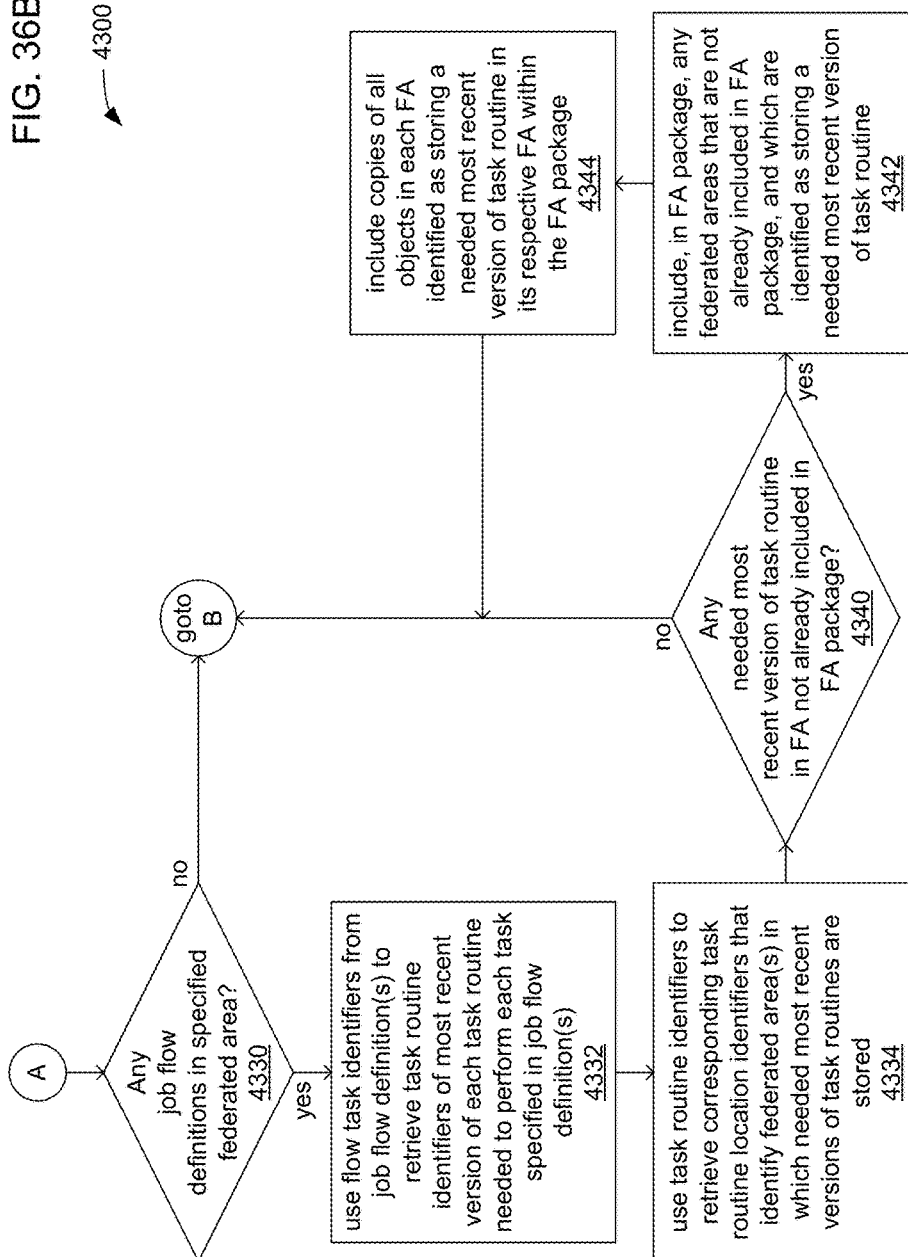 FIG. 36B
4300
A
Any
job flow
definitions in specified
federated area?
4330
no
yes
goto
B
use flow task identifiers from
job flow definition(s) to
retrieve task routine
identifiers of most recent
version of each task routine
needed to perform each task
specified in job flow
definition(s)
4332
use task routine identifiers to
retrieve corresponding task
routine location identifiers that
identify federated area(s) in
which needed most recent
versions of task routines are
stored
4334
Any
needed most
recent version of task routine
in FA not already included in
FA package?
4340
no
yes
include, in FA package, any
federated areas that are not
already included in FA
package, and which are
identified as storing a
needed most recent version
of task routine
4342
include copies of all
objects in each FA
identified as storing a
needed most recent
version of task routine in
its respective FA within
the FA package
4344